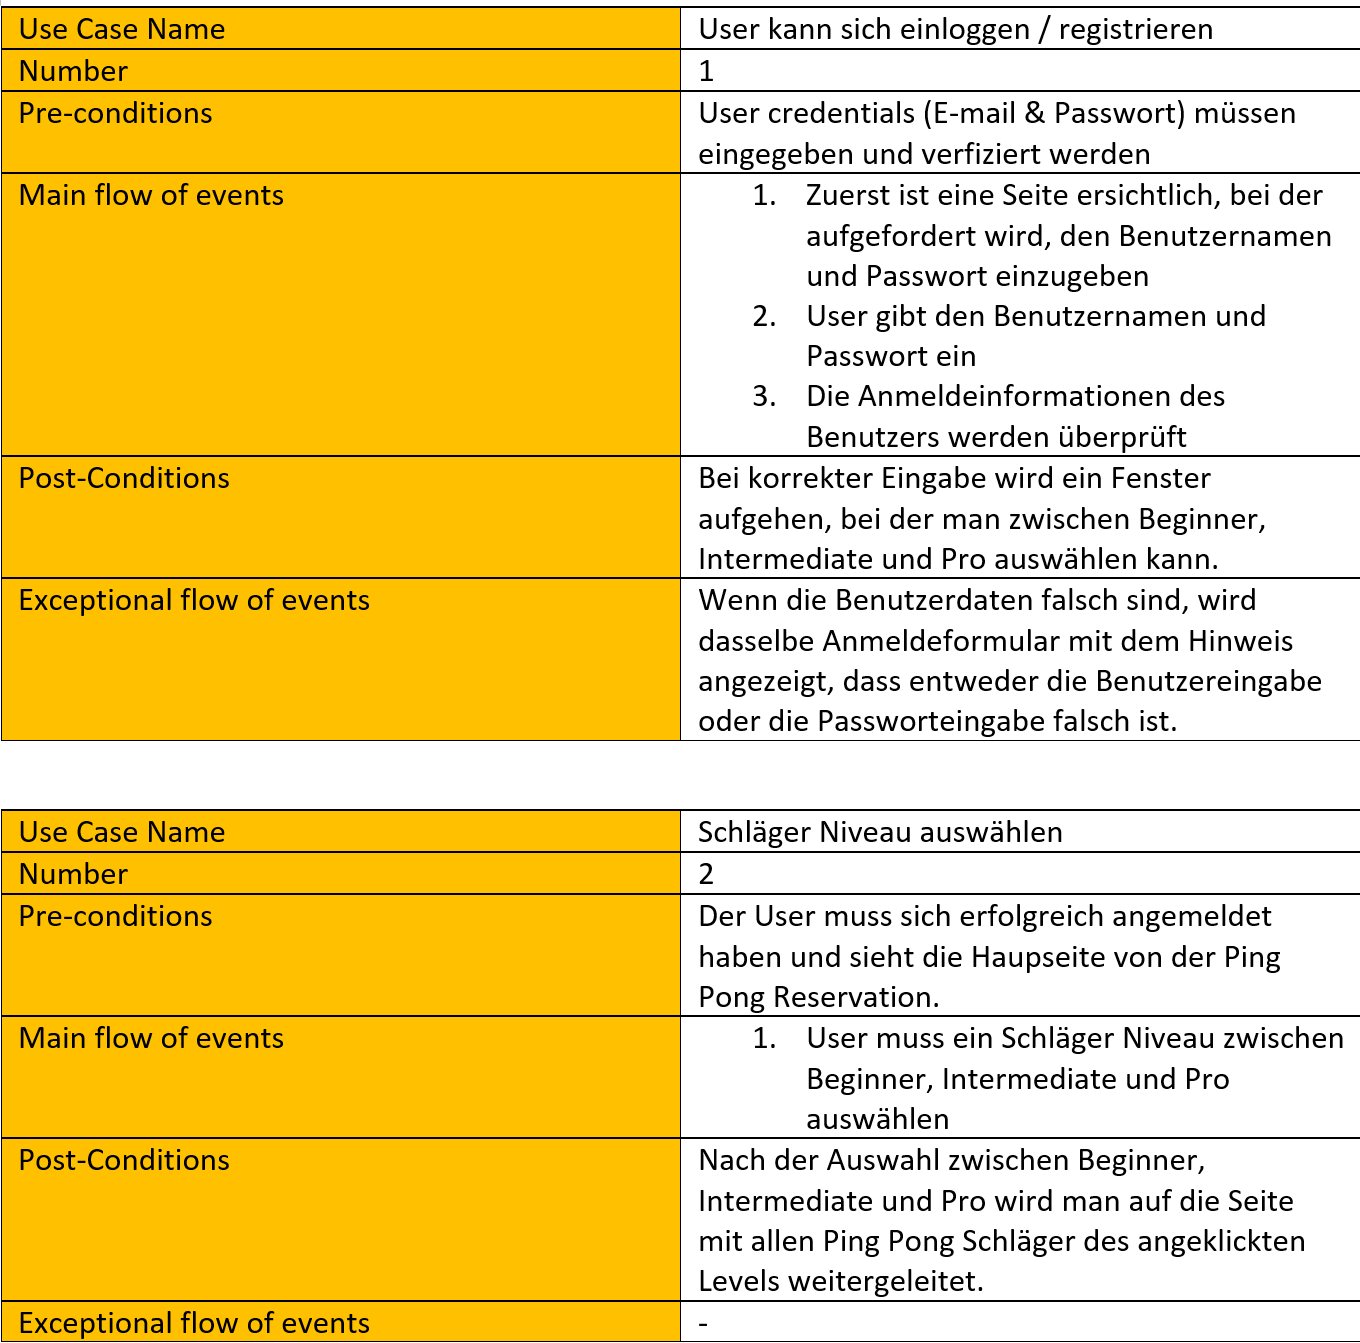 Use Case Name
User kann sich einloggen / registrieren
Number
1
Pre-conditions
User credentials (E-mail & Passwort) müssen
eingegeben und verfiziert werden
Main flow of events
1. Zuerst ist eine Seite ersichtlich, bei der
aufgefordert wird, den Benutzernamen
und Passwort einzugeben
2. User gibt den Benutzernamen und
Passwort ein
3. Die Anmeldeinformationen des
Benutzers werden überprüft
Post-Conditions
Bei korrekter Eingabe wird ein Fenster
aufgehen, bei der man zwischen Beginner,
Intermediate und Pro auswählen kann.
Exceptional flow of events
Wenn die Benutzerdaten falsch sind, wird
dasselbe Anmeldeformular mit dem Hinweis
angezeigt, dass entweder die Benutzereingabe
oder die Passworteingabe falsch ist.
Use Case Name
Schläger Niveau auswählen
Number
2
Pre-conditions
Der User muss sich erfolgreich angemeldet
haben und sieht die Haupseite von der Ping
Pong Reservation.
Main flow of events
1. User muss ein Schläger Niveau zwischen
Beginner, Intermediate und Pro
auswählen
Post-Conditions
Nach der Auswahl zwischen Beginner,
Intermediate und Pro wird man auf die Seite
mit allen Ping Pong Schläger des angeklickten
Levels weitergeleitet.
Exceptional flow of events
-